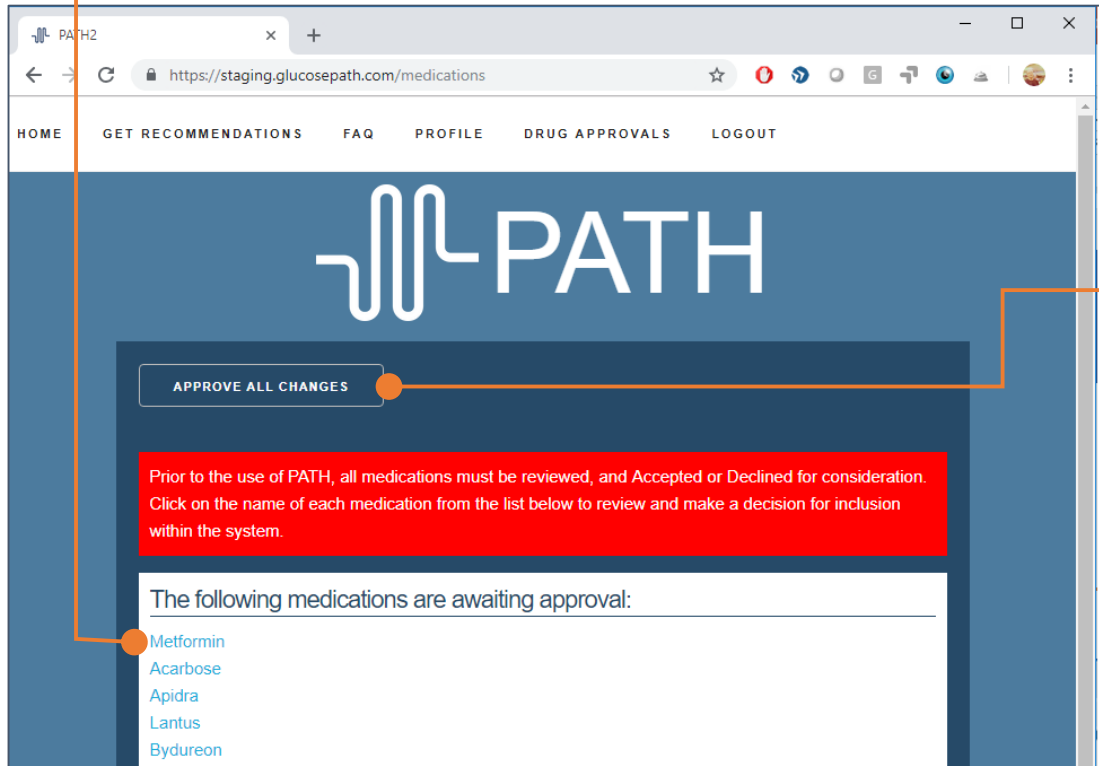 PATH2
https://staging.glucosepath.com/medications
HOME GET RECOMMENDATIONS FAQ PROFILE DRUG APPROVALS LOGOUT
PATH
APPROVE ALL CHANGES
Prior to the use of PATH, all medications must be reviewed, and Accepted or Declined for consideration.
Click on the name of each medication from the list below to review and make a decision for inclusion
within the system.
The following medications are awaiting approval:
Metformin
Acarbose
Apidra
Lantus
Bydureon